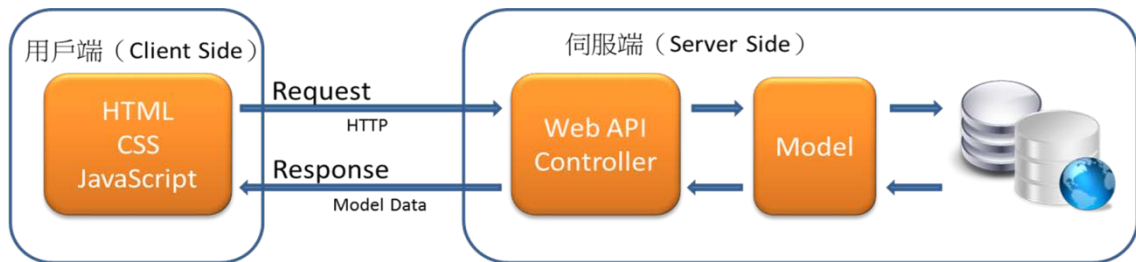 用戶端（Client Side）
HTML
CSS
JavaScript
Request
HTTP
Response
Model Data
伺服端（Server Side）
Web API
Controller
Model